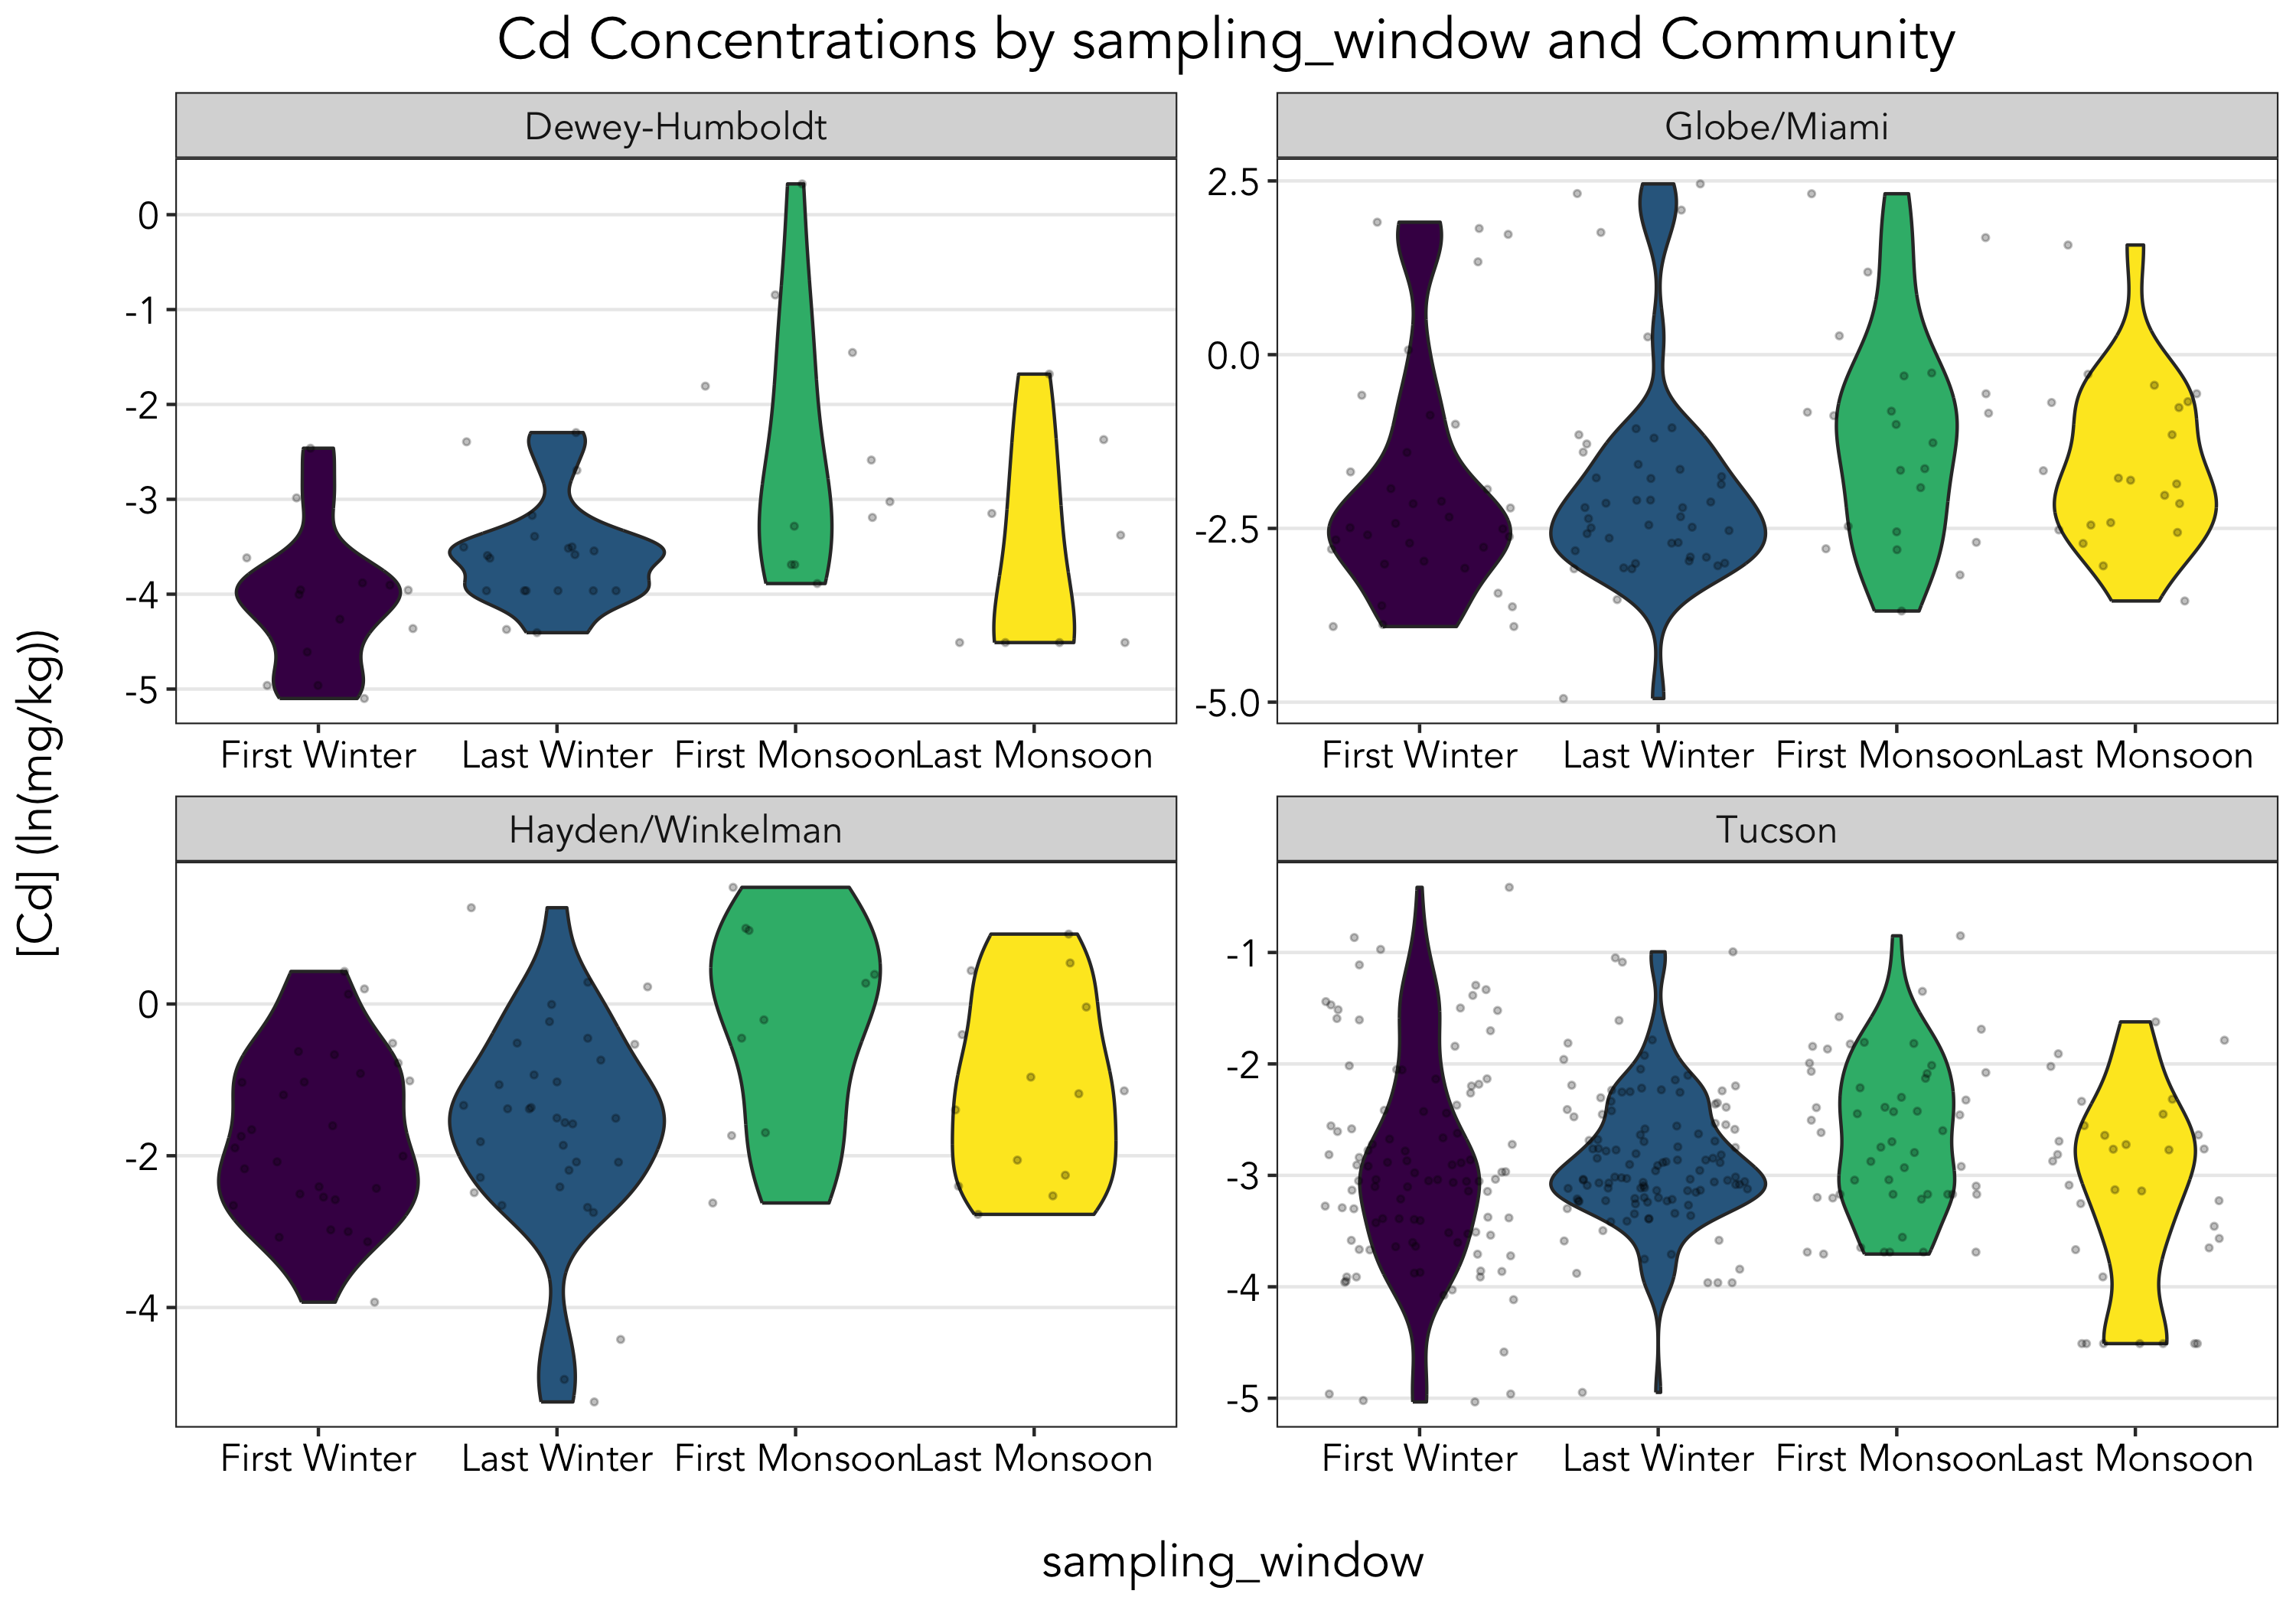 Cd Concentrations by sampling_window and Community
Dewey-Humboldt
Globe/Miami
0
-1
-2
-3
-4
-5
2.5
0.0
-2.5
-5.0
First Winter Last Winter First Monsoon Last Monsoon
First Winter Last Winter First Monsoon Last Monsoon
[Cd] (ln(mg/kg))
Hayden/Winkelman
Tucson
0
-2
-4
-1
-2
-3
-4
-5
First Winter Last Winter First Monsoon Last Monsoon
First Winter Last Winter First Monsoon Last Monsoon
sampling_window